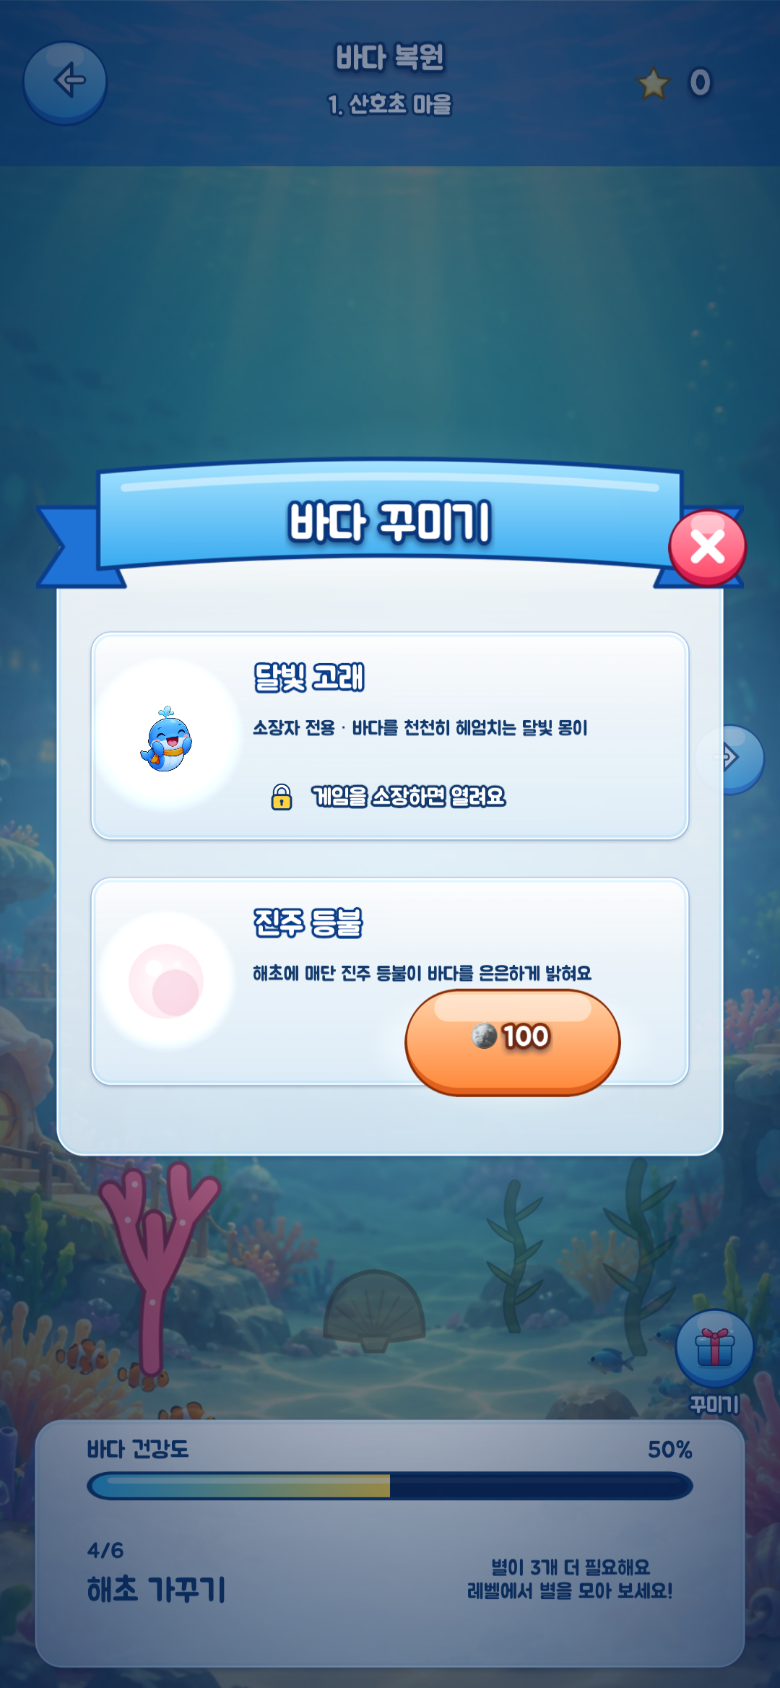 바다 복원
1. 산호초 마을
0
바다 꾸미기
달빛 고래
소장자 전용 · 바다를 천천히 헤엄치는 달빛 몽이
게임을 소장하면 열려요
진주 등불
해초에 매단 진주 등불이 바다를 은은하게 밝혀요
100
꾸미기
바다 건강도
50%
4/6
해초 가꾸기
별이 3개 더 필요해요
레벨에서 별을 모아 보세요!